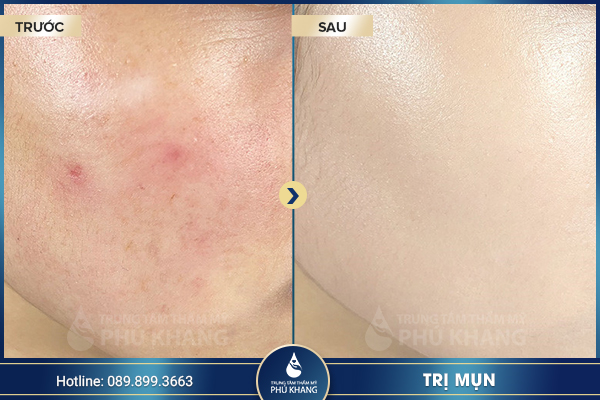 TRƯỚC
SAU
TRUNG TÂM THẨM MỸ
PHÚ KHANG
TRUNG TÂM THẨM MỸ
PHÚ KHANG
Hotline: 089.899.3663
TRUNG TÂM THẨM MỸ
PHÚ KHANG
TRỊ MỤN